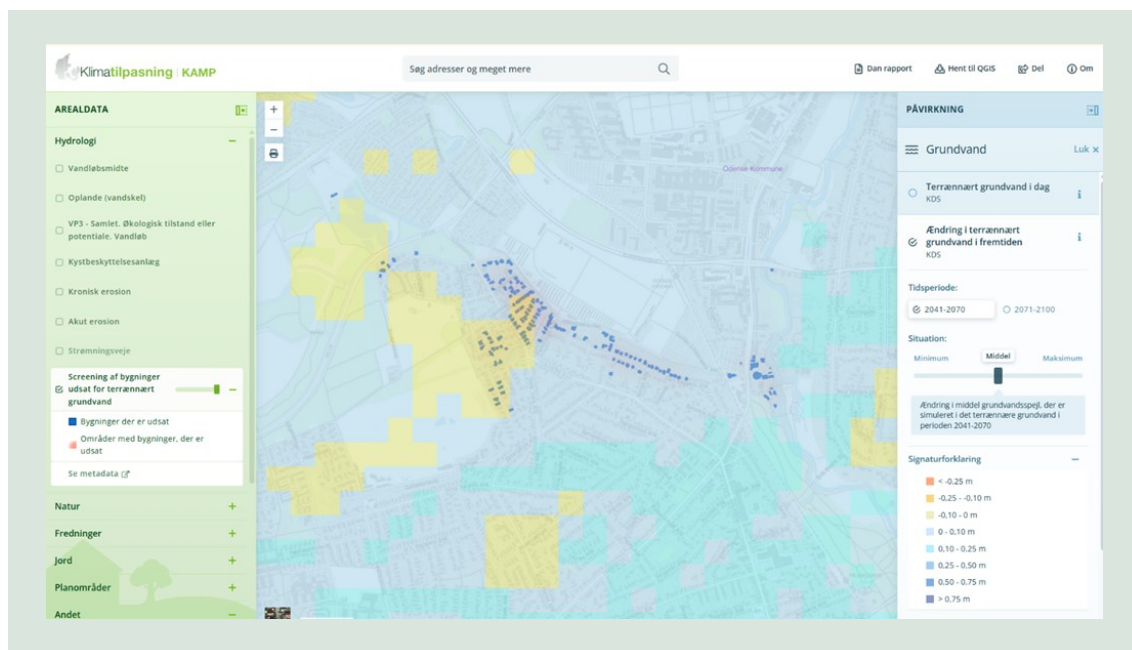 Klimatilpasning KAMP
Søg adresser og meget mere
Dan rapport
Hent til QGIS
Del
Om
AREALDATA
Hydrologi
Vandløbsmidte
Oplande (vandskel)
VP3 - Samlet. Økologisk tilstand eller
potentiale. Vandløb
Kystbeskyttelsesanlæg
Kronisk erosion
Akut erosion
Strømningsveje
Screening af bygninger
udsat for terrænnært
grundvand
Bygninger der er udsat
Områder med bygninger, der er
udsat
Se metadata
Natur
Fredninger
Jord
Planområder
Andet
Odense Kommune
PÅVIRKNING
Grundvand
Luk ×
Terrænnært grundvand i dag
KDS
Ændring i terrænnært
grundvand i fremtiden
KDS
Tidsperiode:
2041-2070
2071-2100
Situation:
Minimum
Middel
Maksimum
Ændring i middel grundvandsspejl, der er
simuleret i det terrænnære grundvand i
perioden 2041-2070
Signaturforklaring
< -0,25 m
-0,25 - -0,10 m
-0,10 - 0 m
0 - 0,10 m
0,10 - 0,25 m
0,25 - 0,50 m
0,50 - 0,75 m
> 0,75 m